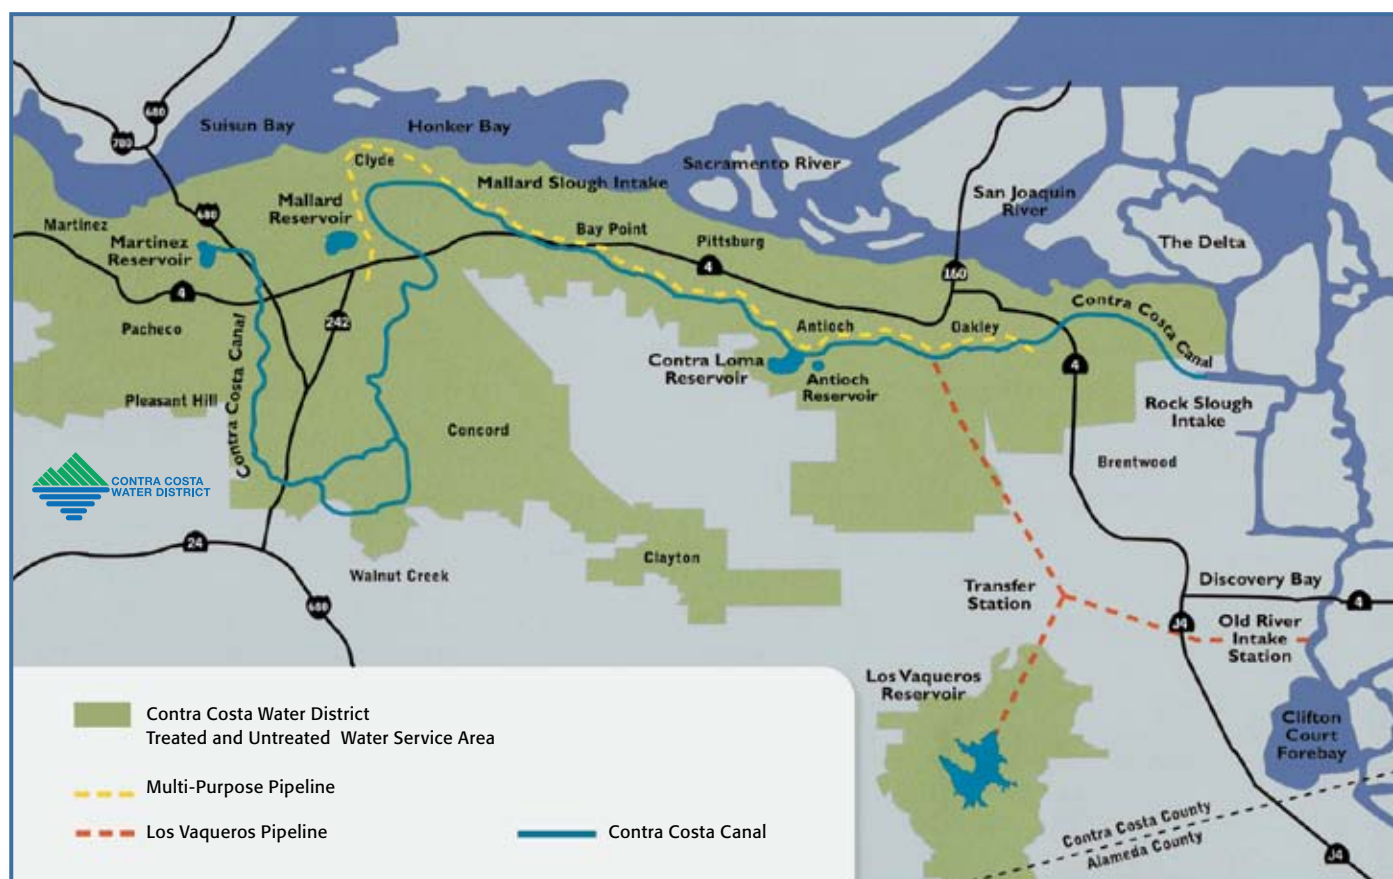 Suisun Bay
Honker Bay
680
780
Clyde
Sacramento River
Mallard Slough Intake
San Joaquin
River
Mallard
Reservoir
680
Martinez
Martinez
Reservoir
Bay Point
Pittsburg
The Delta
4
160
4
Contra Costa Canal
Pacheco
242
Antioch
Oakley
Contra Costa Canal
Contra Loma
Reservoir
Antioch
Reservoir
4
Pleasant Hill
Rock Slough
Intake
Concord
Brentwood
CONTRA COSTA
WATER DISTRICT
24
Clayton
Walnut Creek
680
Transfer
Station
Discovery Bay
4
J4
Old River
Intake
Station
Los Vaqueros
Reservoir
Clifton
Court
Forebay
Contra Costa County
Alameda County
J4
Contra Costa Water District
Treated and Untreated Water Service Area
Multi-Purpose Pipeline
Los Vaqueros Pipeline
Contra Costa Canal